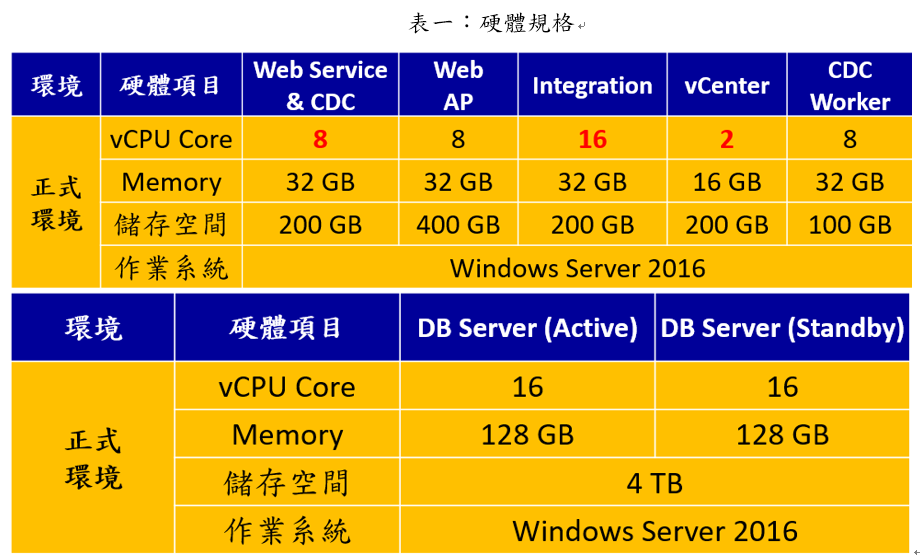 表一：硬體規格
環境 硬體項目 Web Service & CDC Web AP Integration vCenter CDC Worker
正式環境 vCPU Core 8 8 16 2 8
Memory 32 GB 32 GB 32 GB 16 GB 32 GB
儲存空間 200 GB 400 GB 200 GB 200 GB 100 GB
作業系統 Windows Server 2016
環境 硬體項目 DB Server (Active) DB Server (Standby)
正式環境 vCPU Core 16 16
Memory 128 GB 128 GB
儲存空間 4 TB
作業系統 Windows Server 2016